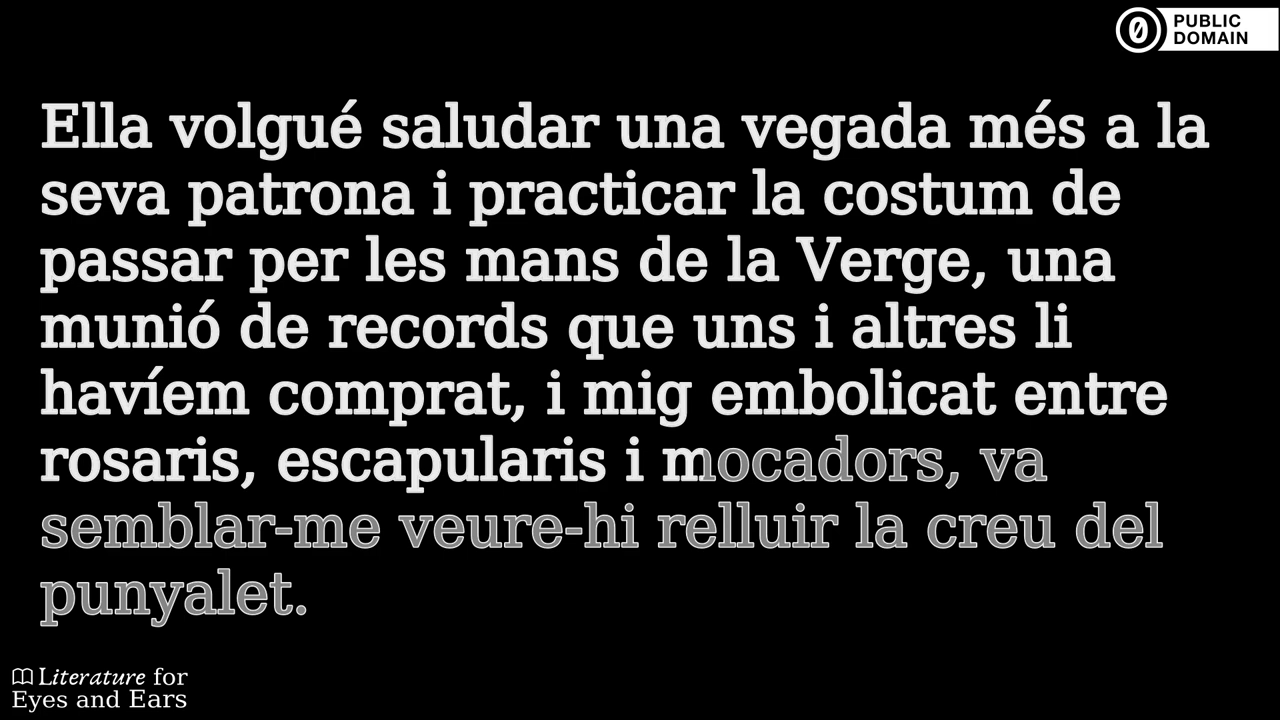 PUBLIC
DOMAIN
Ella volgué saludar una vegada més a la
seva patrona i practicar la costum de
passar per les mans de la Verge, una
munió de records que uns i altres li
havíem comprat, i mig embolicat entre
rosaris, escapularis i mocadors, va
semblar-me veure-hi relluir la creu del
punyalet.
Literature for
Eyes and Ears